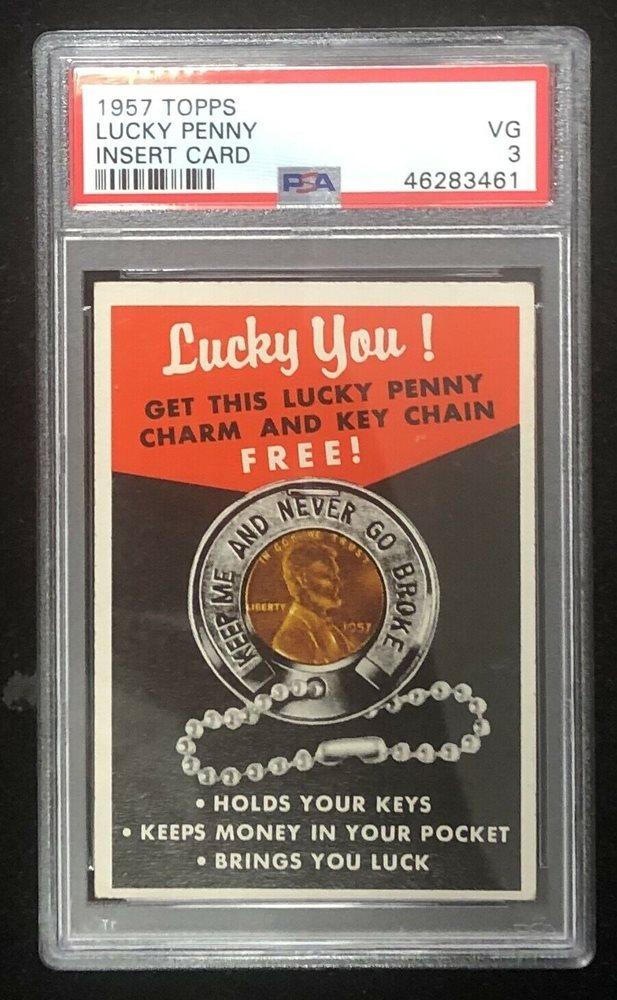 1957 TOPPS
LUCKY PENNY VG
INSERT CARD 3
PSA 46283461
Lucky You !
GET THIS LUCKY PENNY
CHARM AND KEY CHAIN
FREE!
KEEP ME AND NEVER GO BROKE
IN GOD WE TRUST
LIBERTY
1957
• HOLDS YOUR KEYS
• KEEPS MONEY IN YOUR POCKET
• BRINGS YOU LUCK